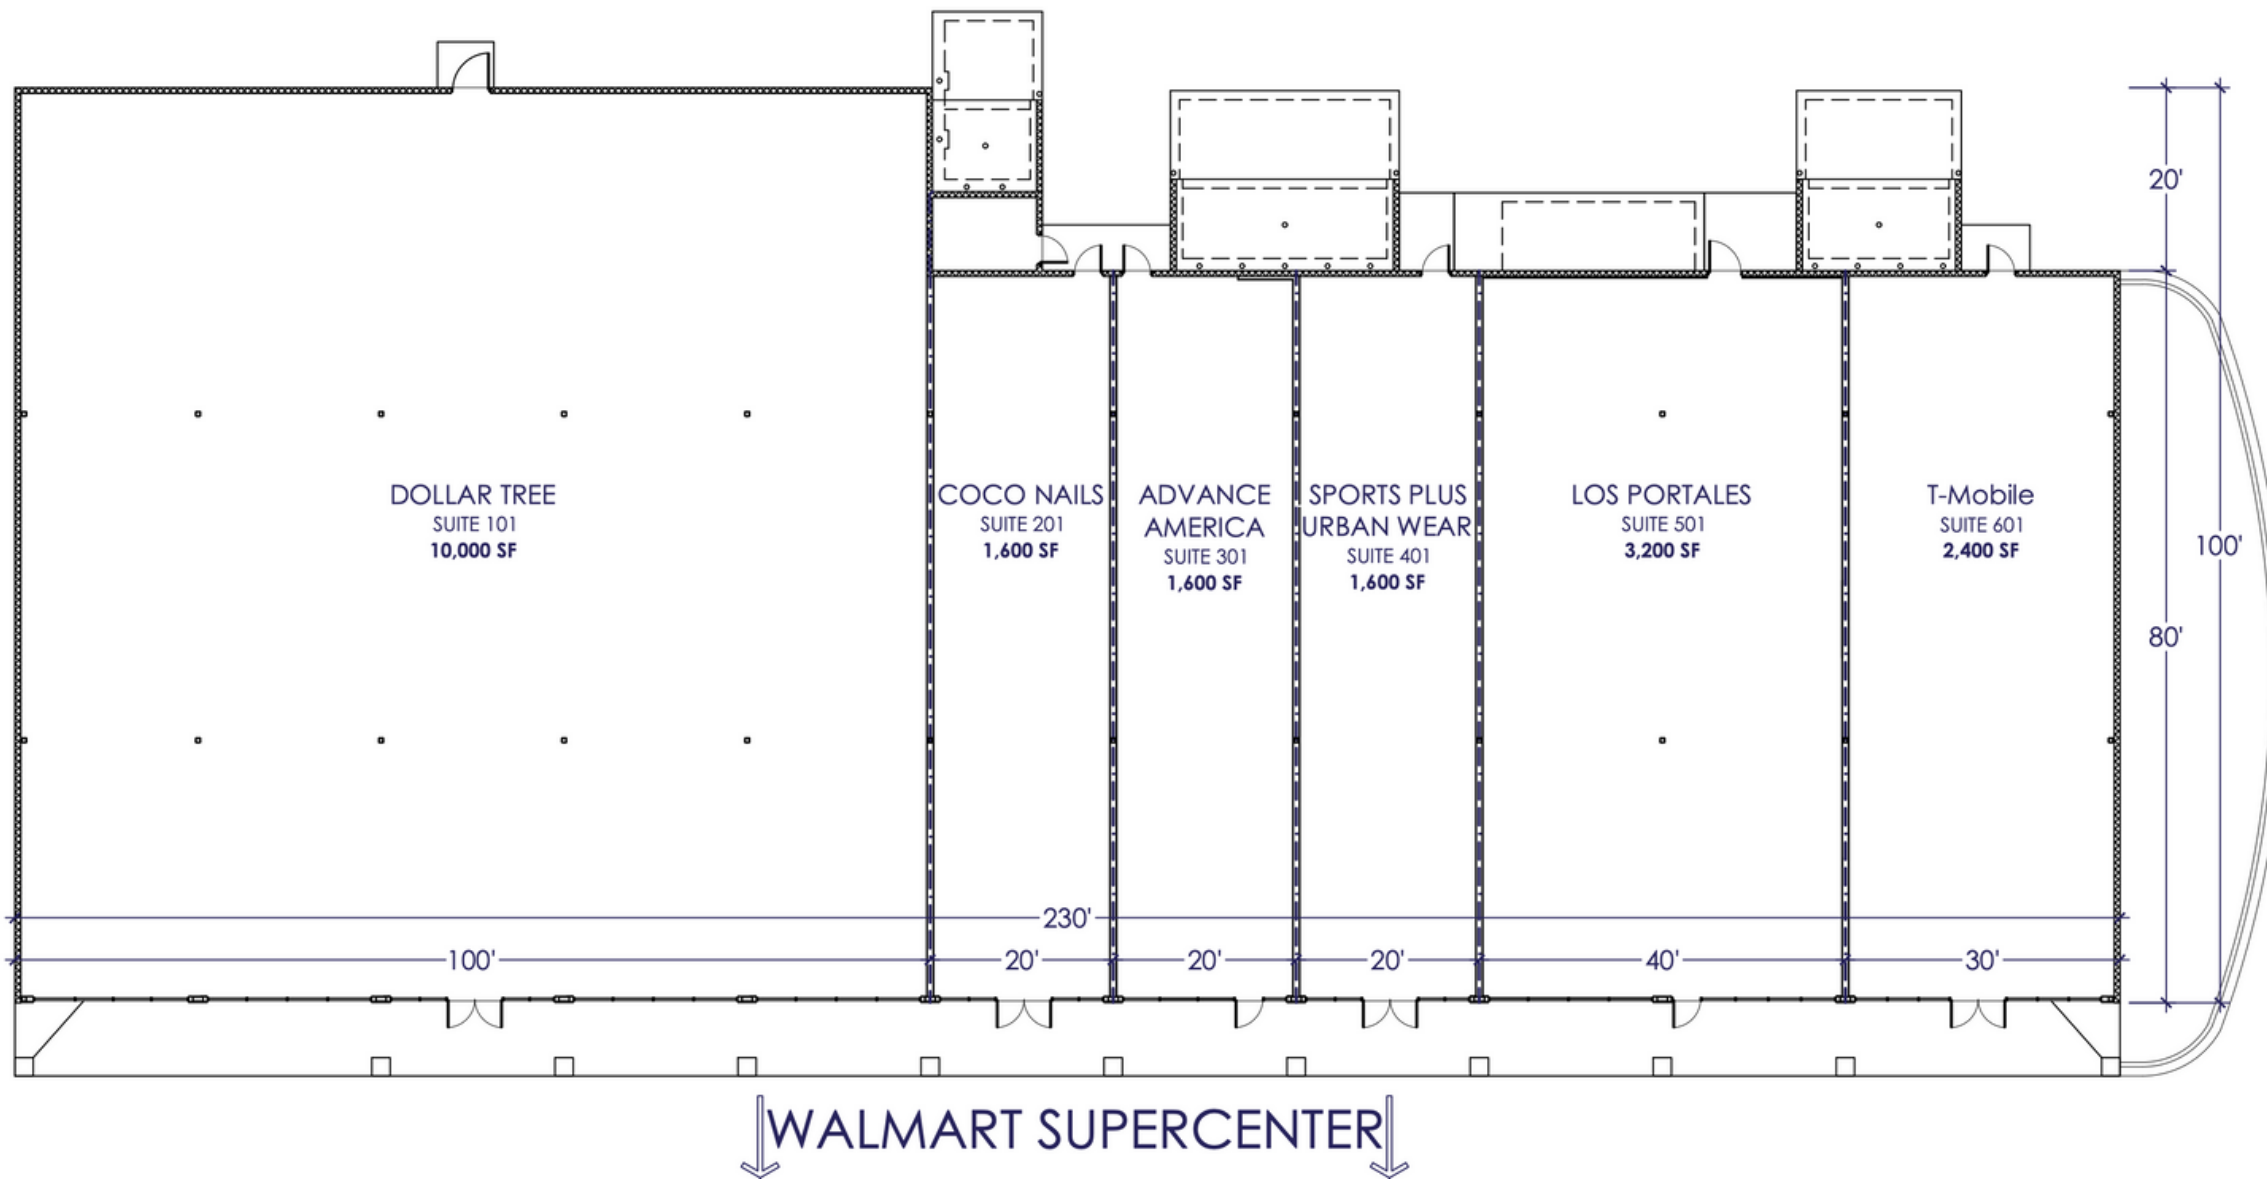 20'
DOLLAR TREE
SUITE 101
10,000 SF
COCO NAILS
SUITE 201
1,600 SF
ADVANCE
AMERICA
SUITE 301
1,600 SF
SPORTS PLUS
URBAN WEAR
SUITE 401
1,600 SF
LOS PORTALES
SUITE 501
3,200 SF
T-Mobile
SUITE 601
2,400 SF
100'
80'
230'
100'
20'
20'
20'
40'
30'
WALMART SUPERCENTER